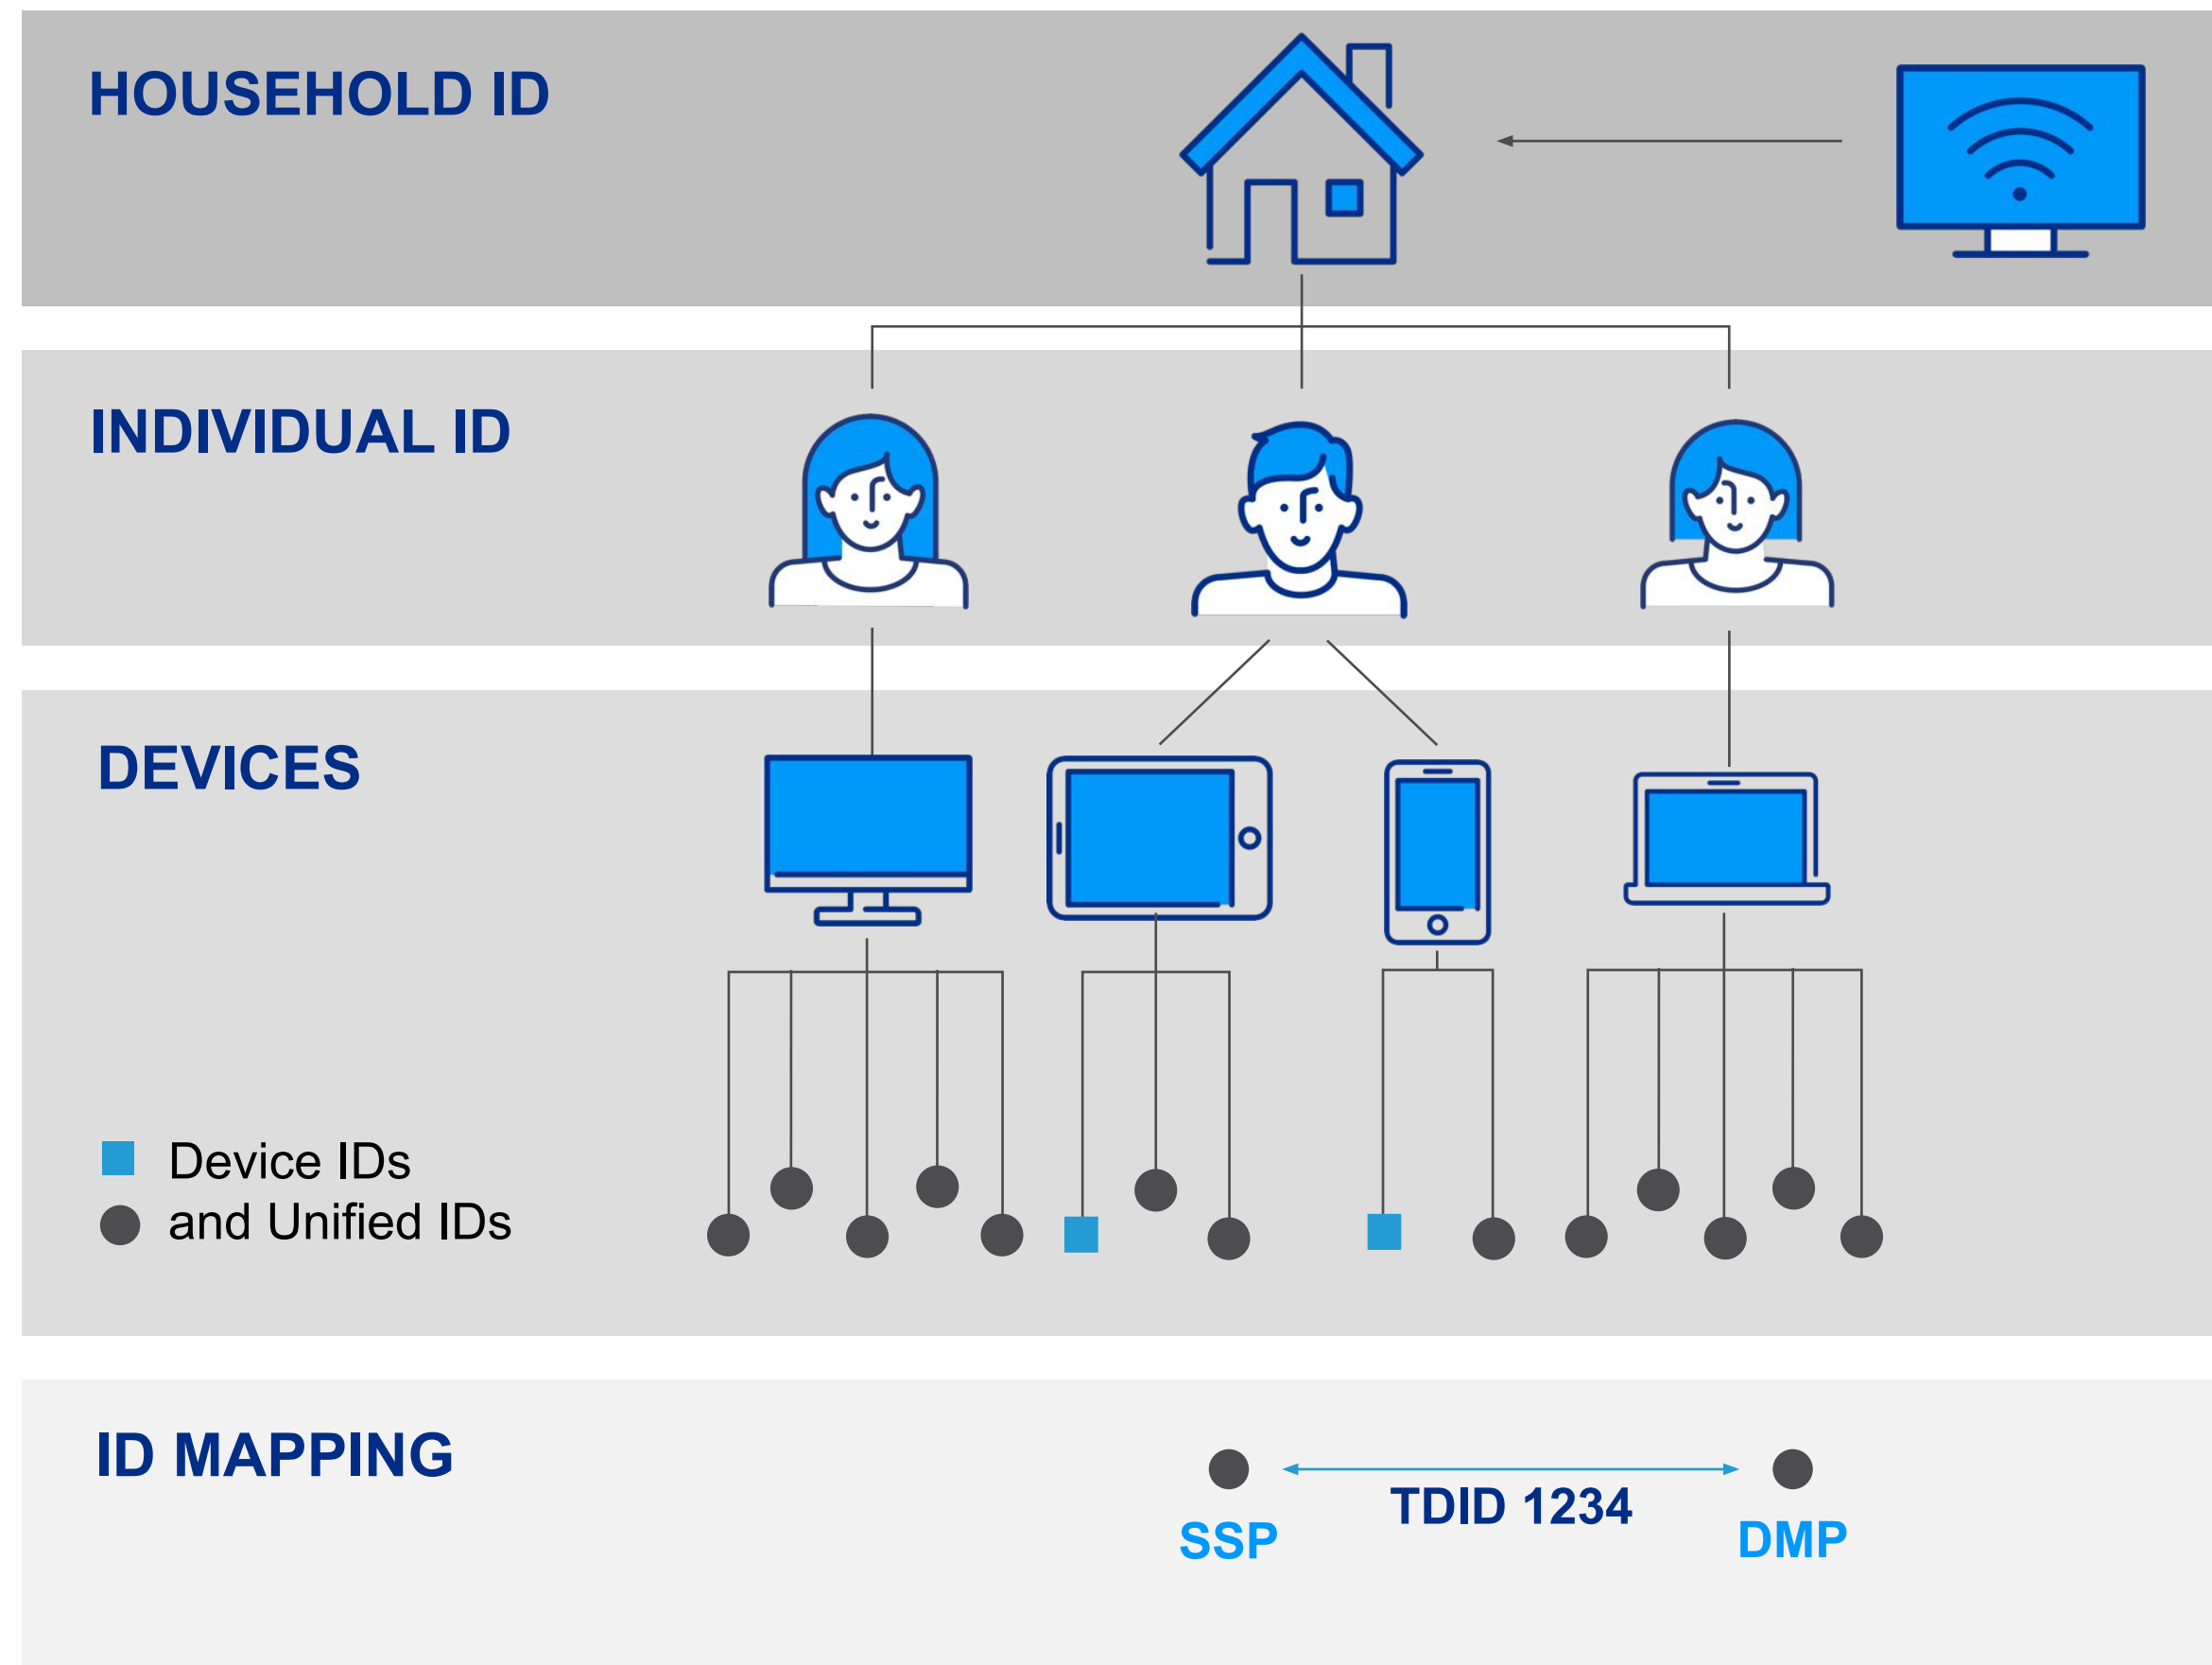 HOUSEHOLD ID
INDIVIDUAL ID
DEVICES
Device IDs
and Unified IDs
ID MAPPING
TDID 1234
SSP
DMP